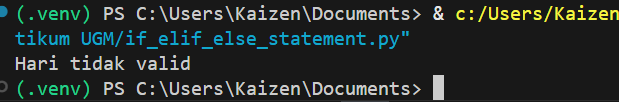 (.venv) PS C:\Users\Kaizen\Documents> & c:/Users/Kaizen
tikum UGM/if_elif_else_statement.py"
Hari tidak valid
(.venv) PS C:\Users\Kaizen\Documents>